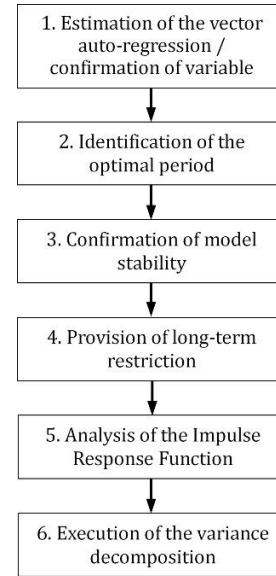 1. Estimation of the vector
auto-regression /
confirmation of variable
2. Identification of the
optimal period
3. Confirmation of model
stability
4. Provision of long-term
restriction
5. Analysis of the Impulse
Response Function
6. Execution of the variance
decomposition